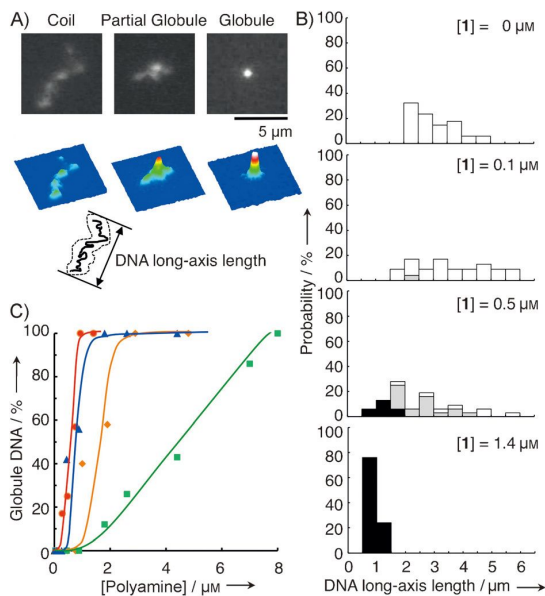 A)
Coil Partial Globule Globule
5 µm
DNA long-axis length
B)
[1] = 0 µM
100
80
60
40
20
0
[1] = 0.1 µM
100
80
60
40
20
0
[1] = 0.5 µM
100
80
60
40
20
0
[1] = 1.4 µM
100
80
60
40
20
0
Probability / %
0 1 2 3 4 5 6
DNA long-axis length / µm
C)
100
80
60
40
20
0
Globule DNA / %
0 2 4 6 8
[Polyamine] / µM